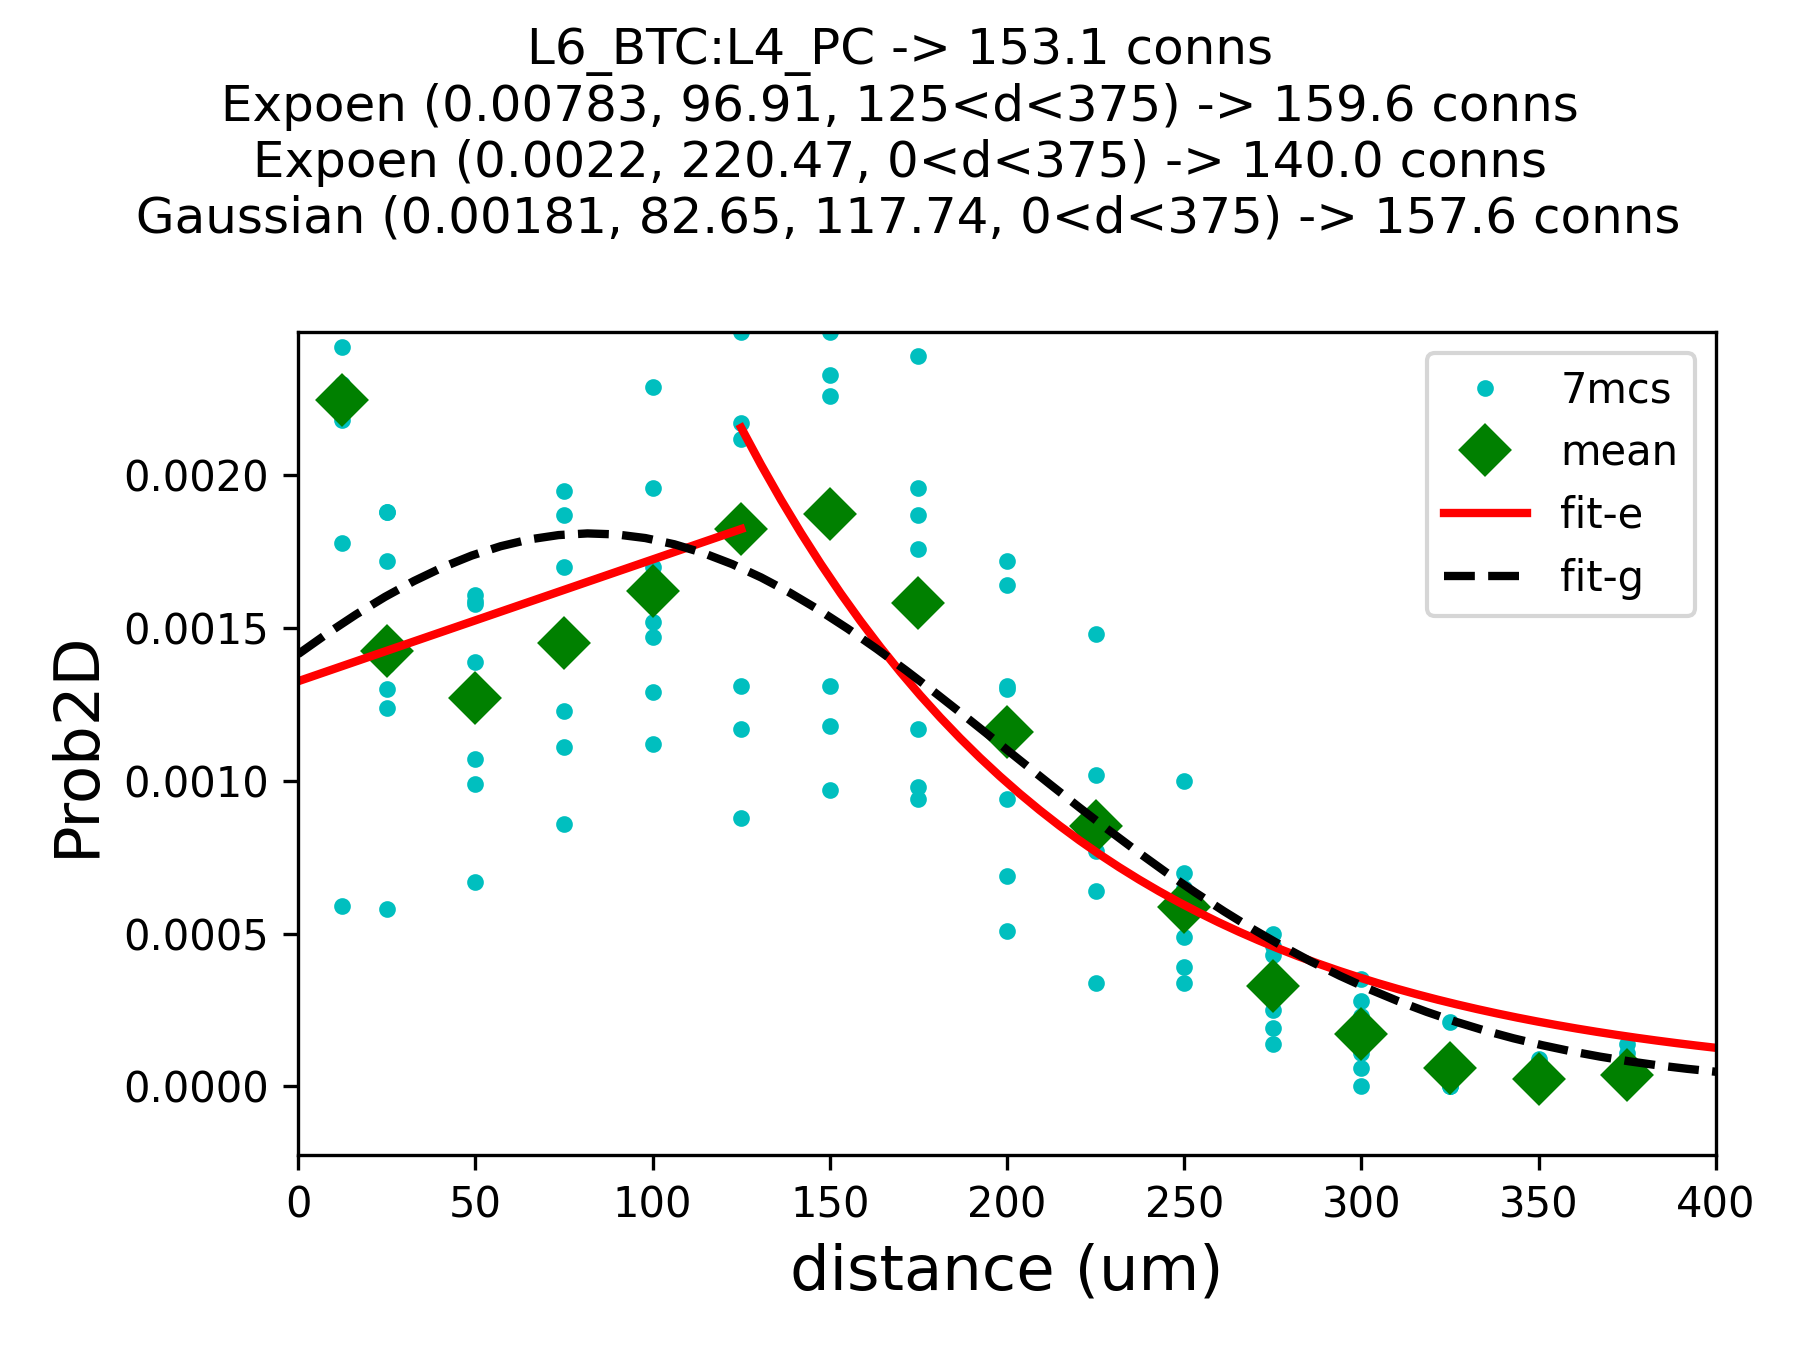 L6_BTC:L4_PC -> 153.1 conns
Expoen (0.00783, 96.91, 125<d<375) -> 159.6 conns
Expoen (0.0022, 220.47, 0<d<375) -> 140.0 conns
Gaussian (0.00181, 82.65, 117.74, 0<d<375) -> 157.6 conns
7mcs
mean
fit-e
fit-g
Prob2D
0.0020
0.0015
0.0010
0.0005
0.0000
0 50 100 150 200 250 300 350 400
distance (um)